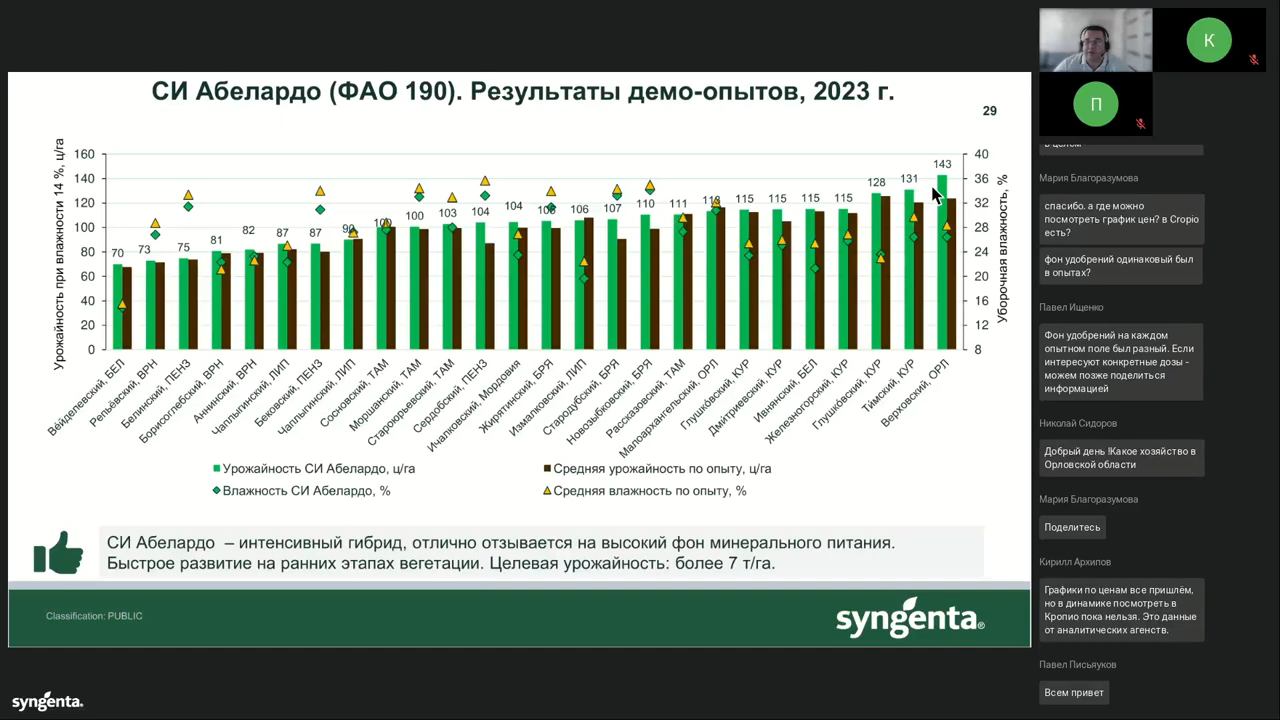 СИ Абелардо (ФАО 190). Результаты демо-опытов, 2023 г.
29
Урожайность при влажности 14 %, ц/га
160
140
120
100
80
60
40
20
0
70
73
75
81
82
87
87
90
100
100
103
104
104
106
106
107
110
111
113
115
115
115
115
128
131
143
40
36
32
28
24
20
16
12
8
Уборочная влажность, %
Вейделевский, БЕЛ
Репьёвский, ВРН
Белинский, ПЕНЗ
Борисоглебский, ВРН
Аннинский, ВРН
Чаплыгинский, ЛИП
Бековский, ПЕНЗ
Чаплыгинский, ЛИП
Сосновский, ТАМ
Моршанский, ТАМ
Староюрьевский, ТАМ
Сердобский, ПЕНЗ
Ичалковский, Мордовия
Жирятинский, БРЯ
Измалковский, ЛИП
Стародубский, БРЯ
Новозыбковский, БРЯ
Рассказовский, ТАМ
Малоархангельский, ОРЛ
Глушко́вский, КУР
Дмитриевский, КУР
Ивнянский, БЕЛ
Железногорский, КУР
Глушко́вский, КУР
Ти́мский, КУР
Верховский, ОРЛ
Урожайность СИ Абелардо, ц/га
Средняя урожайность по опыту, ц/га
Влажность СИ Абелардо, %
Средняя влажность по опыту, %
СИ Абелардо – интенсивный гибрид, отлично отзывается на высокий фон минерального питания.
Быстрое развитие на ранних этапах вегетации. Целевая урожайность: более 7 т/га.
Classification: PUBLIC
syngenta®
syngenta.
К
П
Мария Благоразумова
спасибо. а где можно
посмотреть график цен? в Cropio
есть?
фон удобрений одинаковый был
в опытах?
Павел Ищенко
Фон удобрений на каждом
опытном поле был разный. Если
интересуют конкретные дозы -
можем позже поделиться
информацией
Николай Сидоров
Добрый день !Какое хозяйство в
Орловской области
Мария Благоразумова
Поделитесь
Кирилл Архипов
Графики по ценам все пришлём,
но в динамике посмотреть в
Кропио пока нельзя. Это данные
от аналитических агенств.
Павел Письяуков
Всем привет